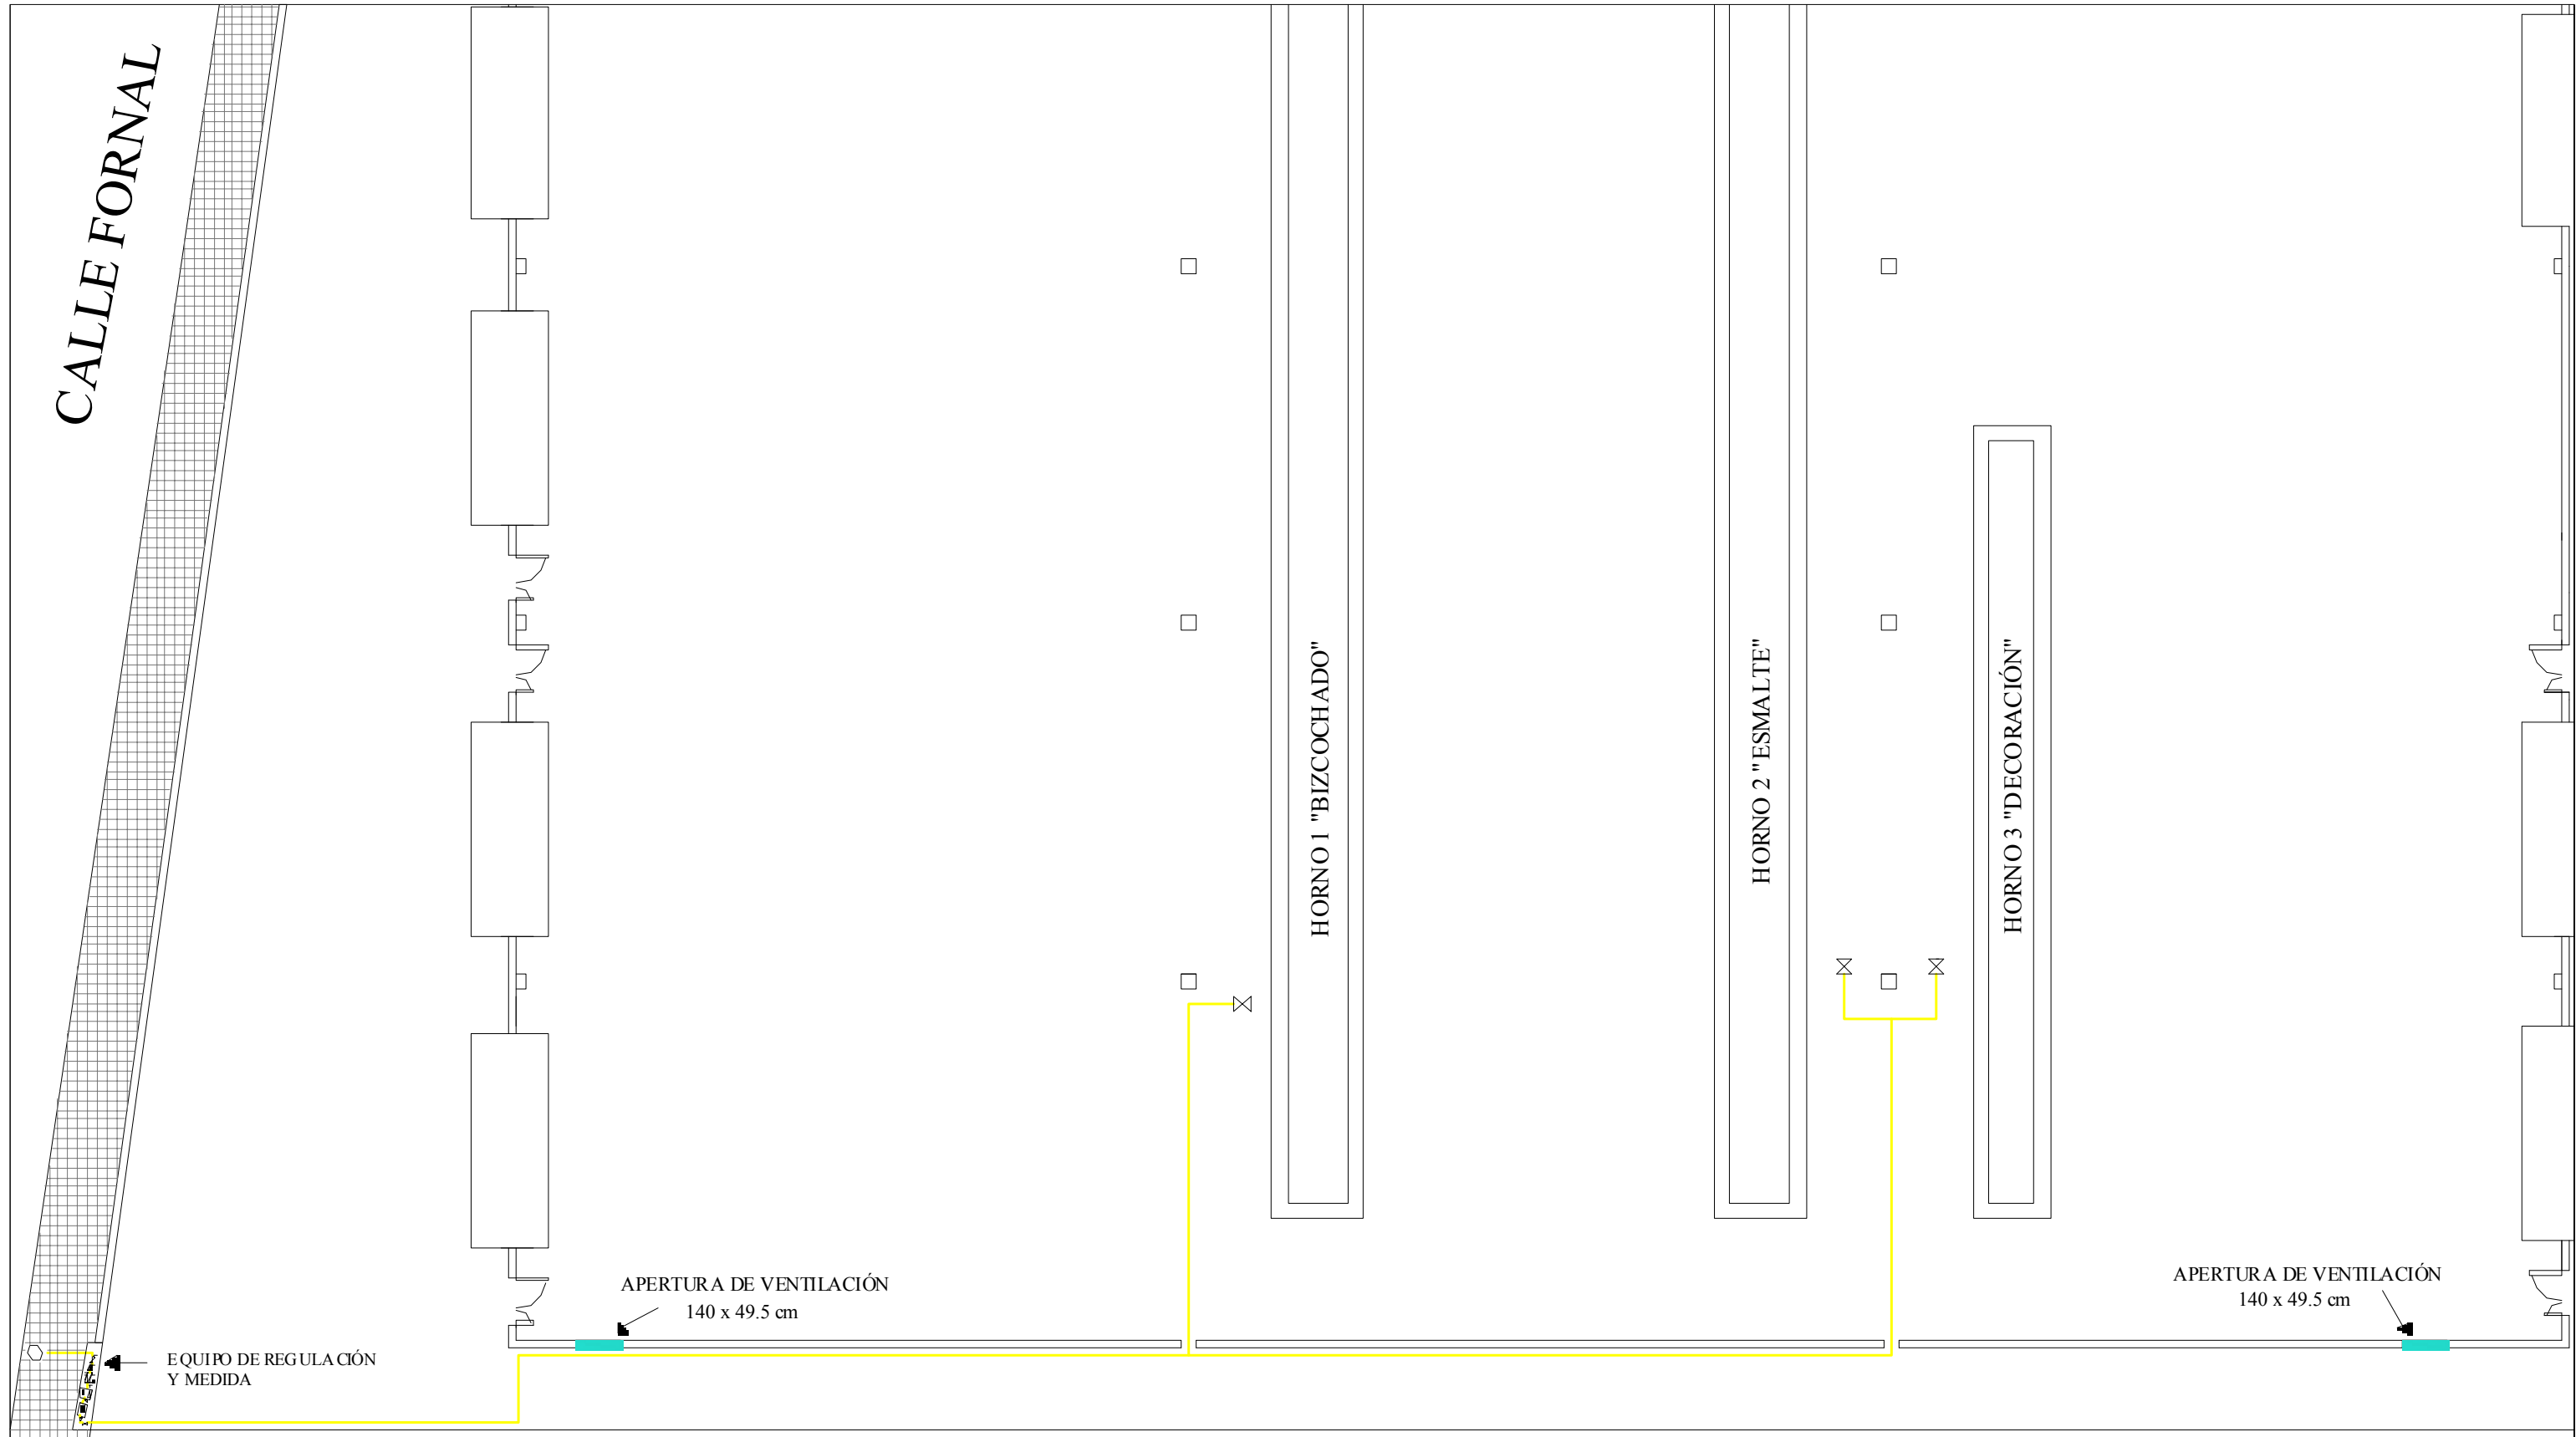 CALLE FORNAL
HORNO 1 "BIZCOCHADO"
HORNO 2 "ESMALTE"
HORNO 3 "DECORACIÓN"
APERTURA DE VENTILACIÓN
140 x 49.5 cm
APERTURA DE VENTILACIÓN
140 x 49.5 cm
EQUIPO DE REGULACIÓN
Y MEDIDA